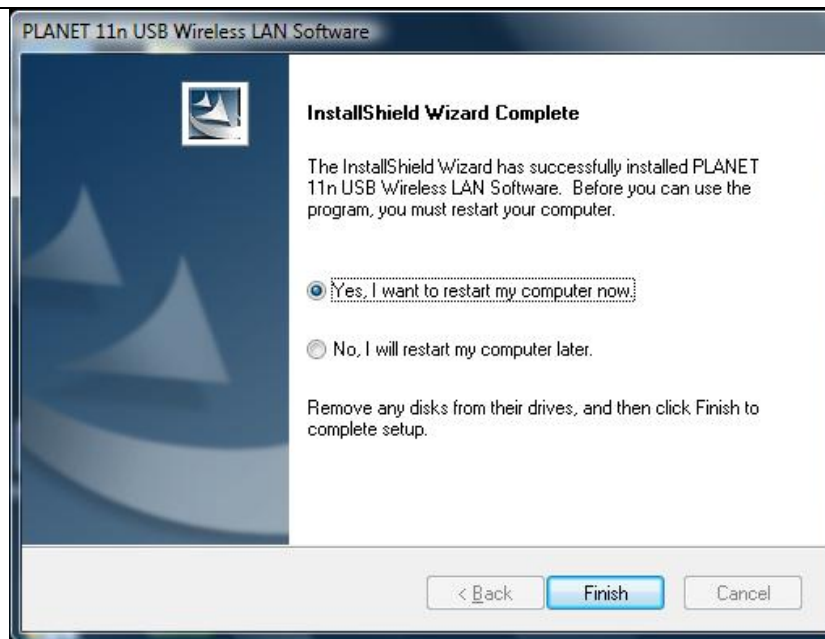 PLANET 11n USB Wireless LAN Software
InstallShield Wizard Complete
The InstallShield Wizard has successfully installed PLANET
11n USB Wireless LAN Software.  Before you can use the
program, you must restart your computer.
Yes, I want to restart my computer now.
No, I will restart my computer later.
Remove any disks from their drives, and then click Finish to
complete setup.
< Back
Finish
Cancel